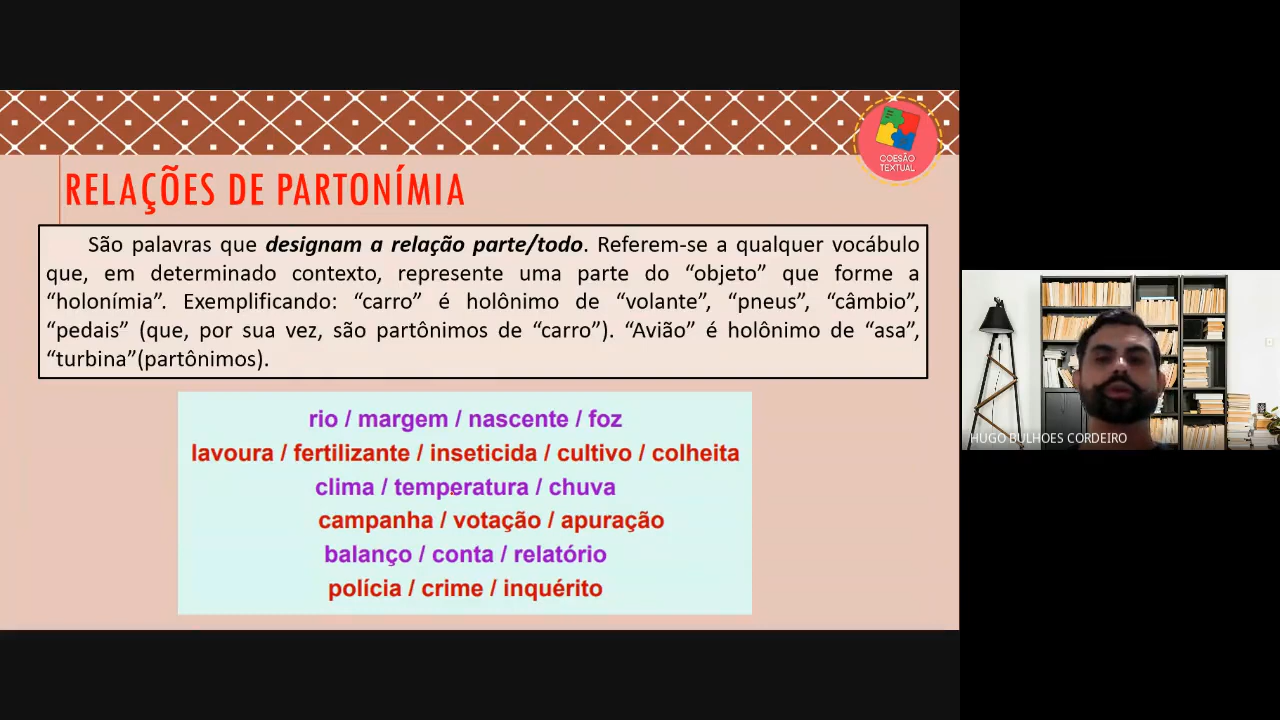 COESÃO
TEXTUAL
RELAÇÕES DE PARTONÍMIA
São palavras que designam a relação parte/todo. Referem-se a qualquer vocábulo
que, em determinado contexto, represente uma parte do “objeto” que forme a
“holonímia”. Exemplificando: “carro” é holônimo de “volante”, “pneus”, “câmbio”,
“pedais” (que, por sua vez, são partônimos de “carro”). “Avião” é holônimo de “asa”,
“turbina”(partônimos).
rio / margem / nascente / foz
lavoura / fertilizante / inseticida / cultivo / colheita
clima / temperatura / chuva
campanha / votação / apuração
balanço / conta / relatório
polícia / crime / inquérito
HUGO BULHOES CORDEIRO